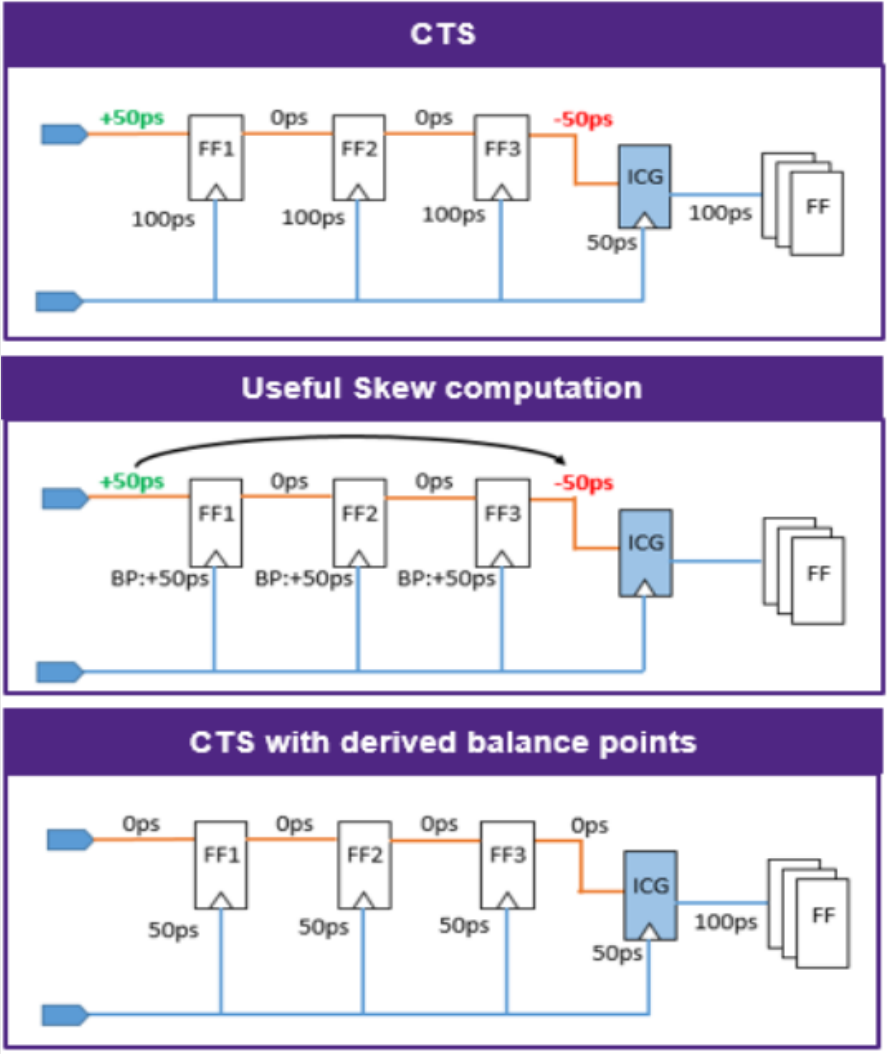 CTS
+50ps 0ps 0ps -50ps
FF1 FF2 FF3 ICG FF
100ps 100ps 100ps 50ps 100ps
Useful Skew computation
+50ps 0ps 0ps -50ps
FF1 FF2 FF3 ICG FF
BP:+50ps BP:+50ps BP:+50ps
CTS with derived balance points
0ps 0ps 0ps 0ps
FF1 FF2 FF3 ICG FF
50ps 50ps 50ps 50ps 100ps